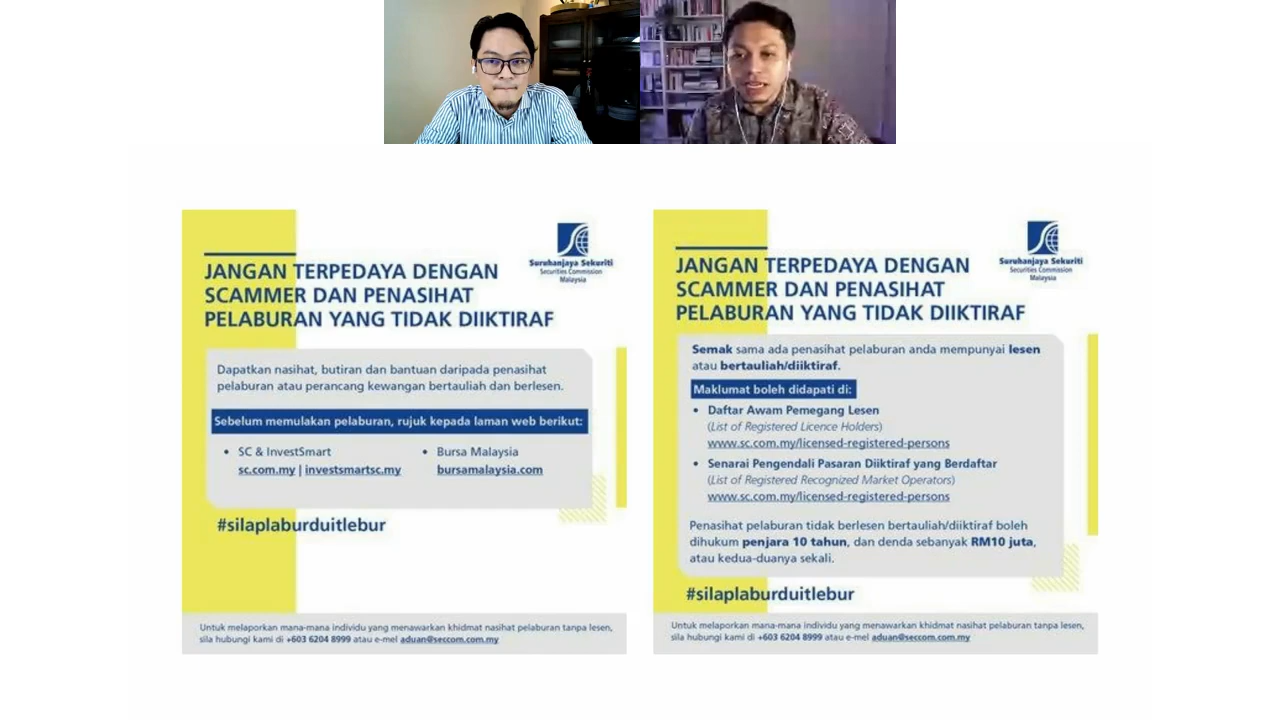 Suruhanjaya Sekuriti
Securities Commission
Malaysia
JANGAN TERPEDAYA DENGAN
SCAMMER DAN PENASIHAT
PELABURAN YANG TIDAK DIIKTIRAF
Dapatkan nasihat, butiran dan bantuan daripada penasihat
pelaburan atau perancang kewangan bertauliah dan berlesen.
Sebelum memulakan pelaburan, rujuk kepada laman web berikut:
• SC & InvestSmart
sc.com.my | investsmartsc.my
• Bursa Malaysia
bursamalaysia.com
#silaplaburduitlebur
Untuk melaporkan mana-mana individu yang menawarkan khidmat nasihat pelaburan tanpa lesen,
sila hubungi kami di +603 6204 8999 atau e-mel aduan@seccom.com.my
Suruhanjaya Sekuriti
Securities Commission
Malaysia
JANGAN TERPEDAYA DENGAN
SCAMMER DAN PENASIHAT
PELABURAN YANG TIDAK DIIKTIRAF
Semak sama ada penasihat pelaburan anda mempunyai lesen
atau bertauliah/diiktiraf.
Maklumat boleh didapati di:
• Daftar Awam Pemegang Lesen
(List of Registered Licence Holders)
www.sc.com.my/licensed-registered-persons
• Senarai Pengendali Pasaran Diiktiraf yang Berdaftar
(List of Registered Recognized Market Operators)
www.sc.com.my/licensed-registered-persons
Penasihat pelaburan tidak berlesen bertauliah/diiktiraf boleh
dihukum penjara 10 tahun, dan denda sebanyak RM10 juta,
atau kedua-duanya sekali.
#silaplaburduitlebur
Untuk melaporkan mana-mana individu yang menawarkan khidmat nasihat pelaburan tanpa lesen,
sila hubungi kami di +603 6204 8999 atau e-mel aduan@seccom.com.my